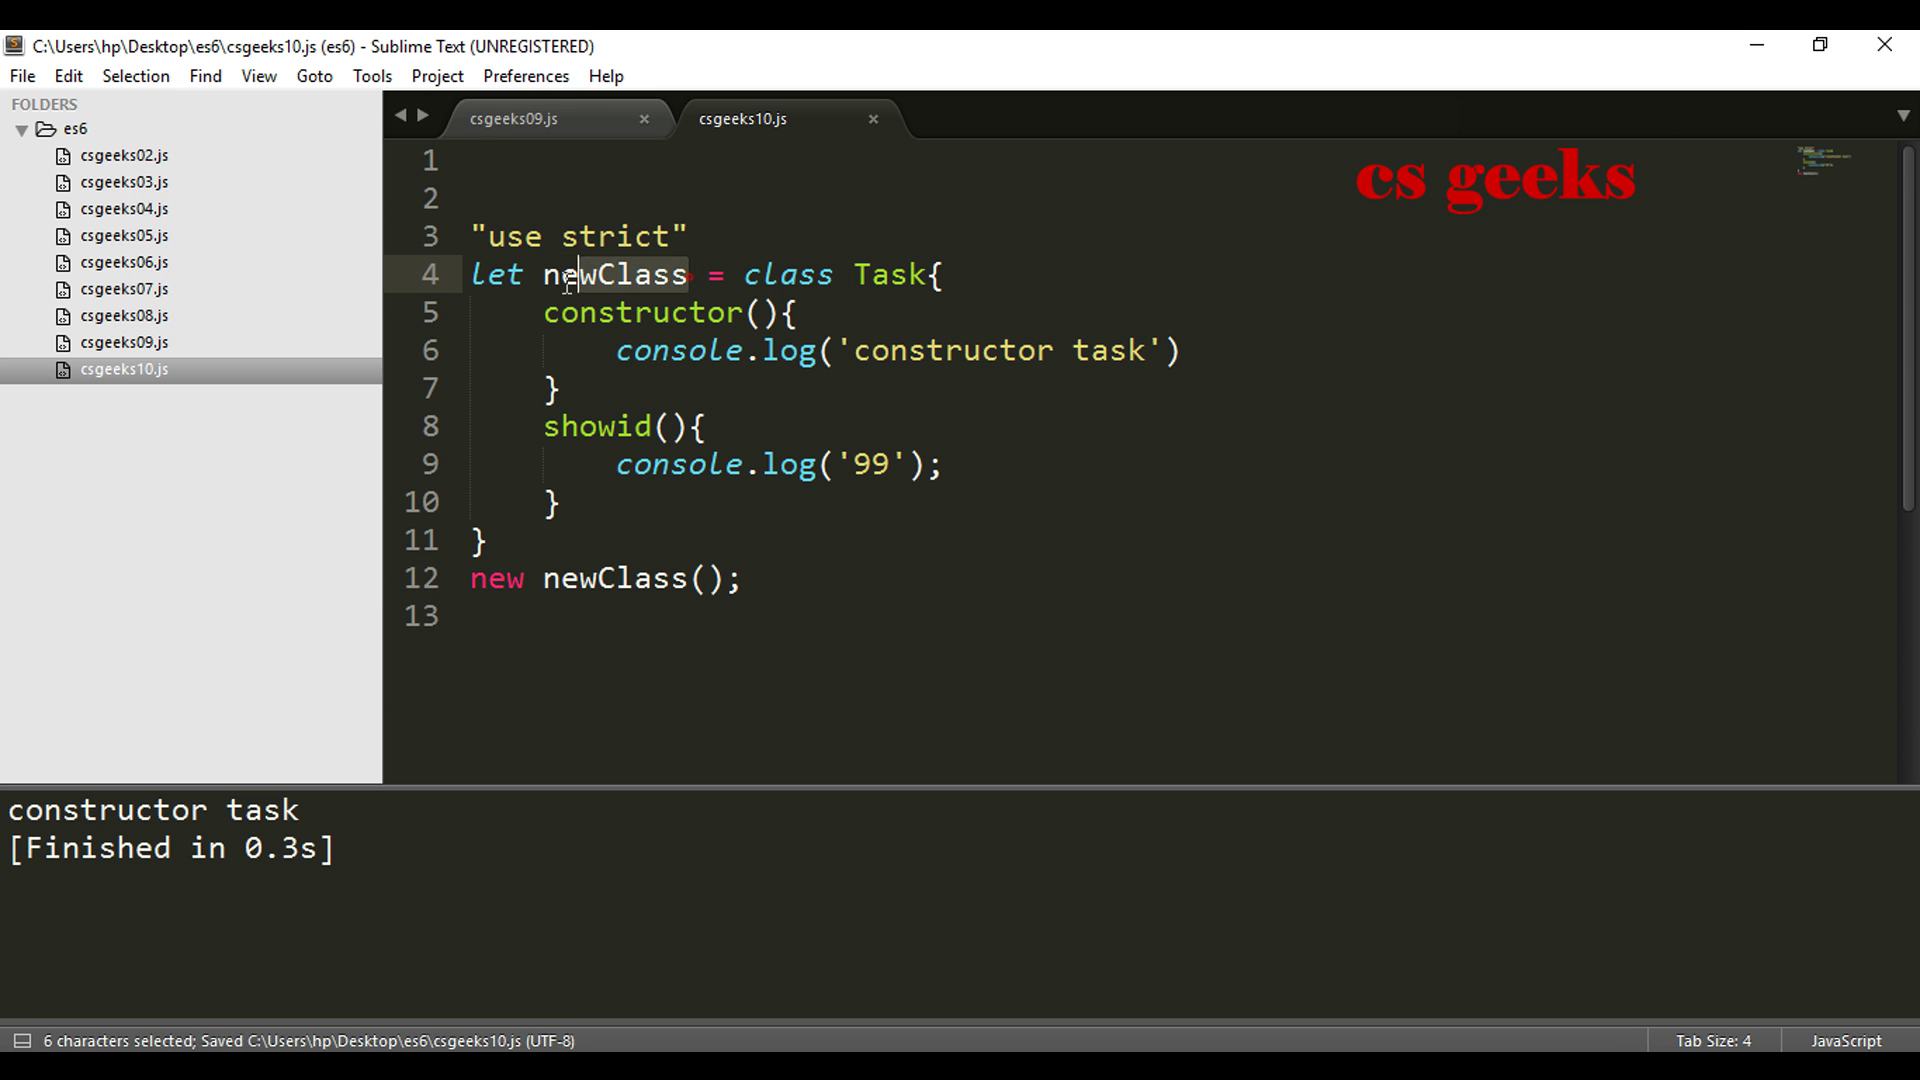 C:\Users\hp\Desktop\es6\csgeeks10.js (es6) - Sublime Text (UNREGISTERED)
File Edit Selection Find View Goto Tools Project Preferences Help
FOLDERS
es6
csgeeks02.js
csgeeks03.js
csgeeks04.js
csgeeks05.js
csgeeks06.js
csgeeks07.js
csgeeks08.js
csgeeks09.js
csgeeks10.js
csgeeks09.js csgeeks10.js
cs geeks
1
2
3 "use strict"
4 let newClass = class Task{
5 constructor(){
6 console.log('constructor task')
7 }
8 showid(){
9 console.log('99');
10 }
11 }
12 new newClass();
13
constructor task
[Finished in 0.3s]
6 characters selected; Saved C:\Users\hp\Desktop\es6\csgeeks10.js (UTF-8) Tab Size: 4 JavaScript